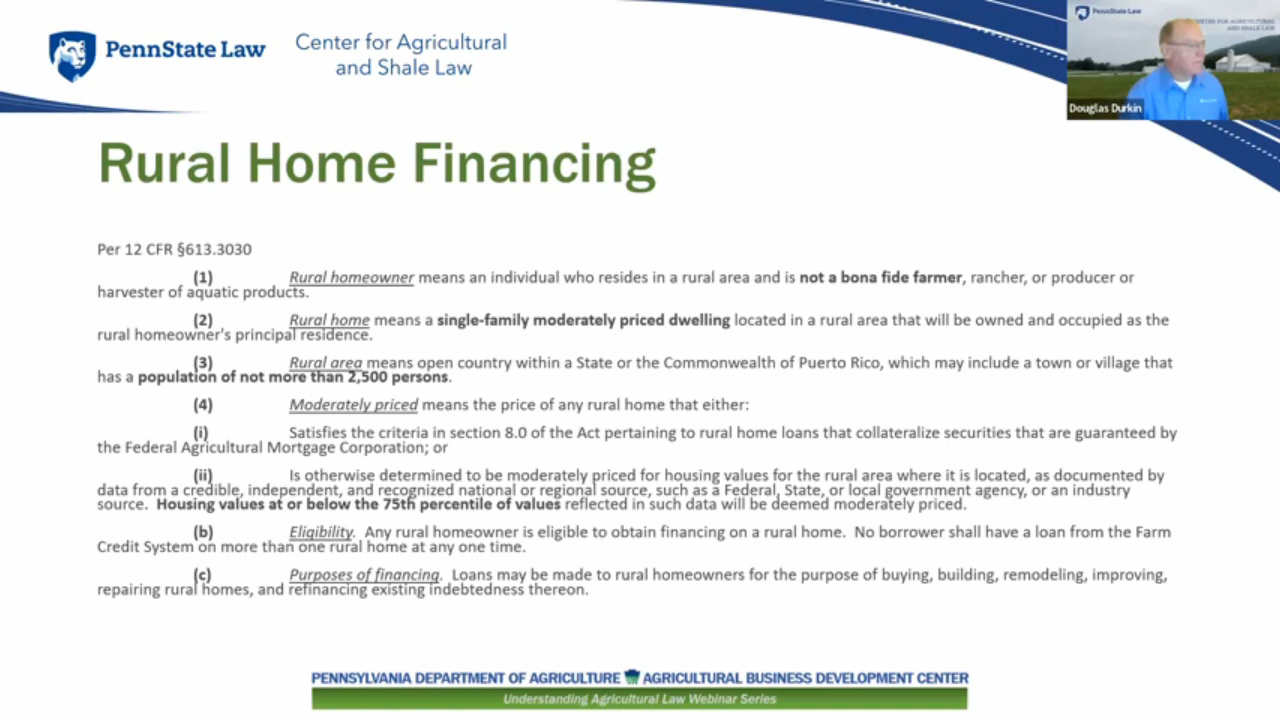 PennState Law
Center for Agricultural
and Shale Law
PennState Law
CENTER FOR AGRICULTURAL
AND SHALE LAW
Douglas Durkin
Rural Home Financing
Per 12 CFR §613.3030
(1) Rural homeowner means an individual who resides in a rural area and is not a bona fide farmer, rancher, or producer or
harvester of aquatic products.
(2) Rural home means a single-family moderately priced dwelling located in a rural area that will be owned and occupied as the
rural homeowner's principal residence.
(3) Rural area means open country within a State or the Commonwealth of Puerto Rico, which may include a town or village that
has a population of not more than 2,500 persons.
(4) Moderately priced means the price of any rural home that either:
(i) Satisfies the criteria in section 8.0 of the Act pertaining to rural home loans that collateralize securities that are guaranteed by
the Federal Agricultural Mortgage Corporation; or
(ii) Is otherwise determined to be moderately priced for housing values for the rural area where it is located, as documented by
data from a credible, independent, and recognized national or regional source, such as a Federal, State, or local government agency, or an industry
source. Housing values at or below the 75th percentile of values reflected in such data will be deemed moderately priced.
(b) Eligibility. Any rural homeowner is eligible to obtain financing on a rural home. No borrower shall have a loan from the Farm
Credit System on more than one rural home at any one time.
(c) Purposes of financing. Loans may be made to rural homeowners for the purpose of buying, building, remodeling, improving,
repairing rural homes, and refinancing existing indebtedness thereon.
PENNSYLVANIA DEPARTMENT OF AGRICULTURE AGRICULTURAL BUSINESS DEVELOPMENT CENTER
Understanding Agricultural Law Webinar Series